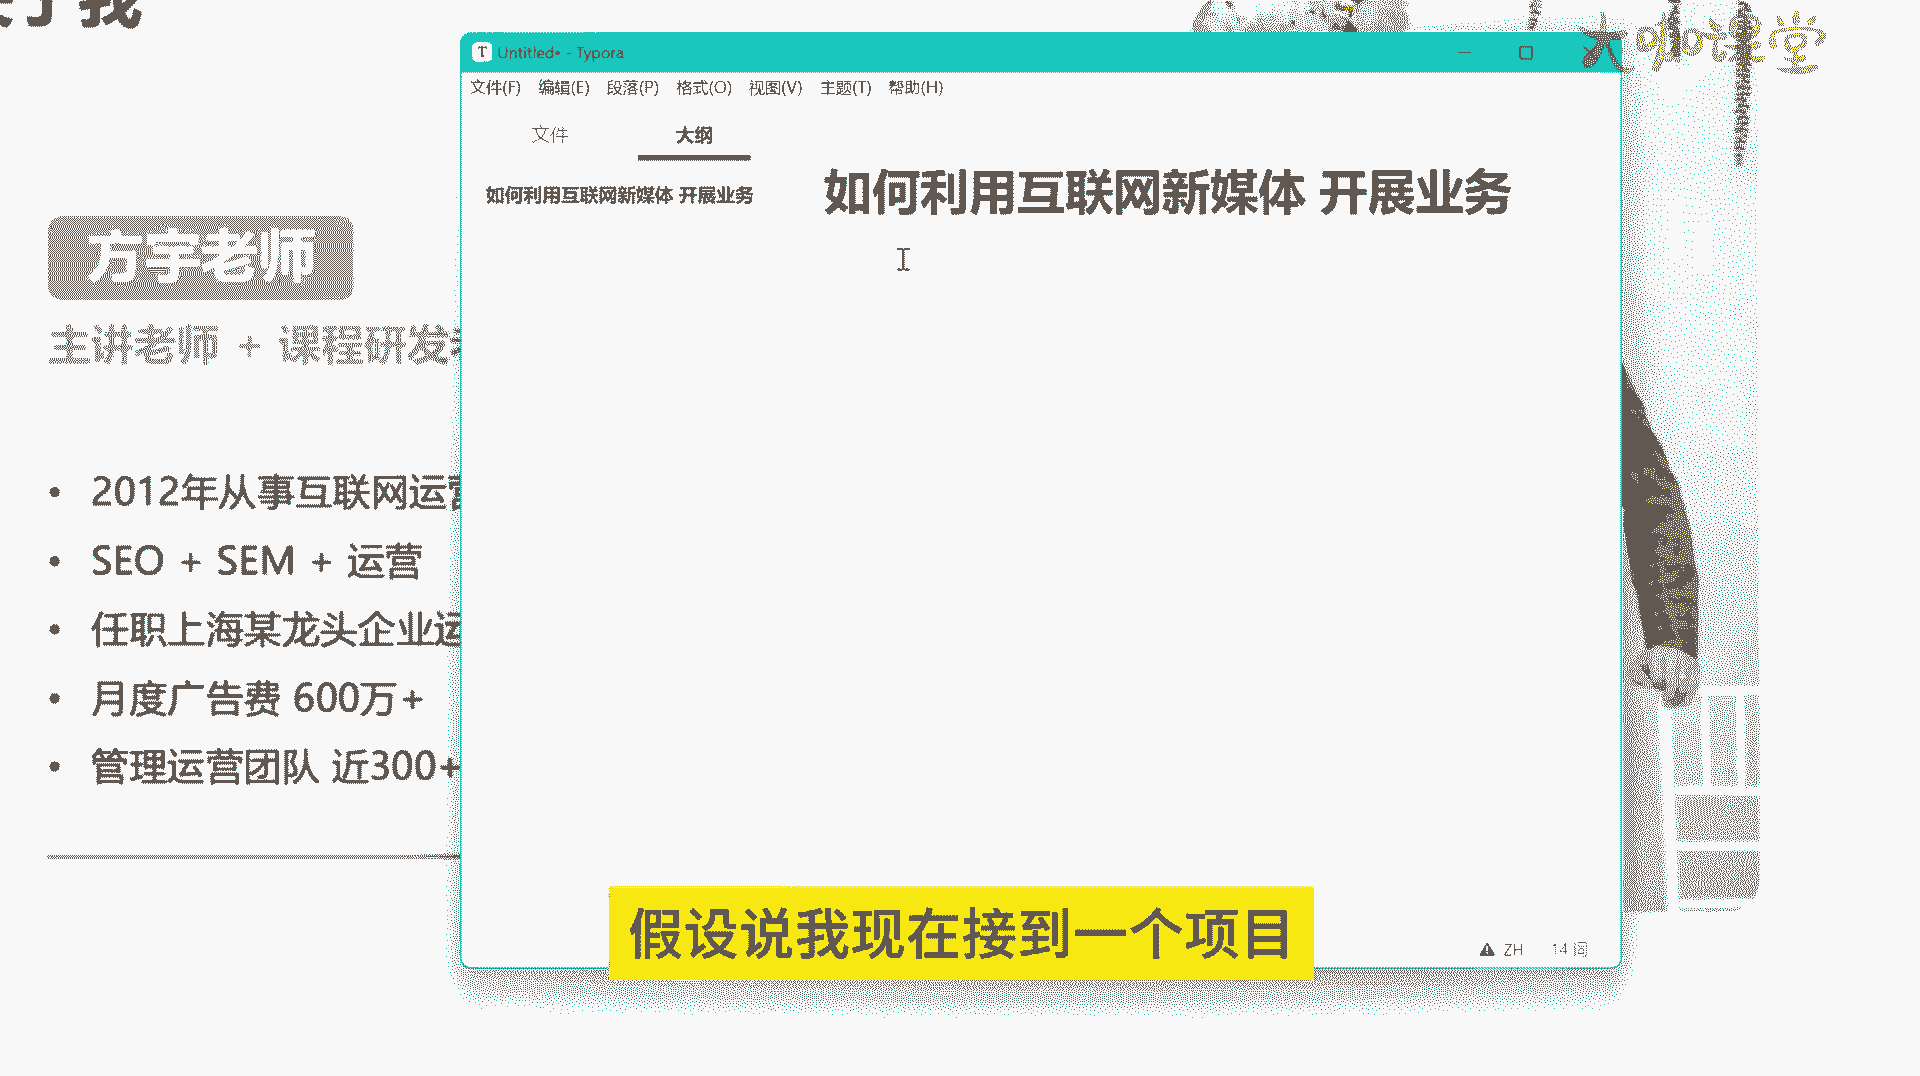 我
大咖课堂
Untitled• - Typora
文件(F) 编辑(E) 段落(P) 格式(O) 视图(V) 主题(T) 帮助(H)
文件 大纲
如何利用互联网新媒体 开展业务
如何利用互联网新媒体 开展业务
方宇老师
主讲老师 + 课程研发
• 2012年从事互联网运营
• SEO + SEM + 运营
• 任职上海某龙头企业运
• 月度广告费 600万+
• 管理运营团队 近300+
假设说我现在接到一个项目
ZH 14 词